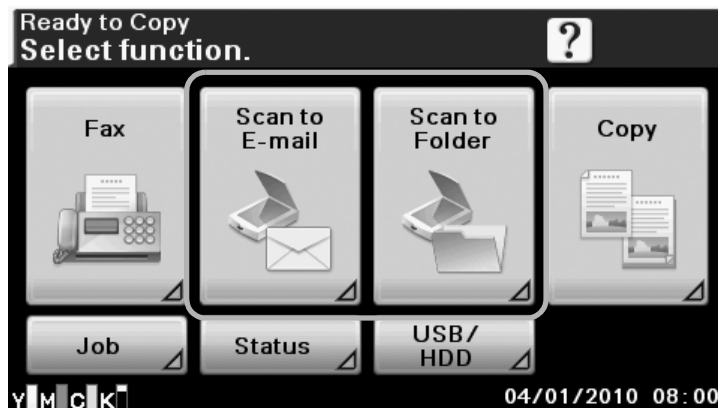 Ready to Copy
Select function.
?
Fax
Scan to
E-mail
Scan to
Folder
Copy
Job
Status
USB/
HDD
Y M C K
04/01/2010 08:00